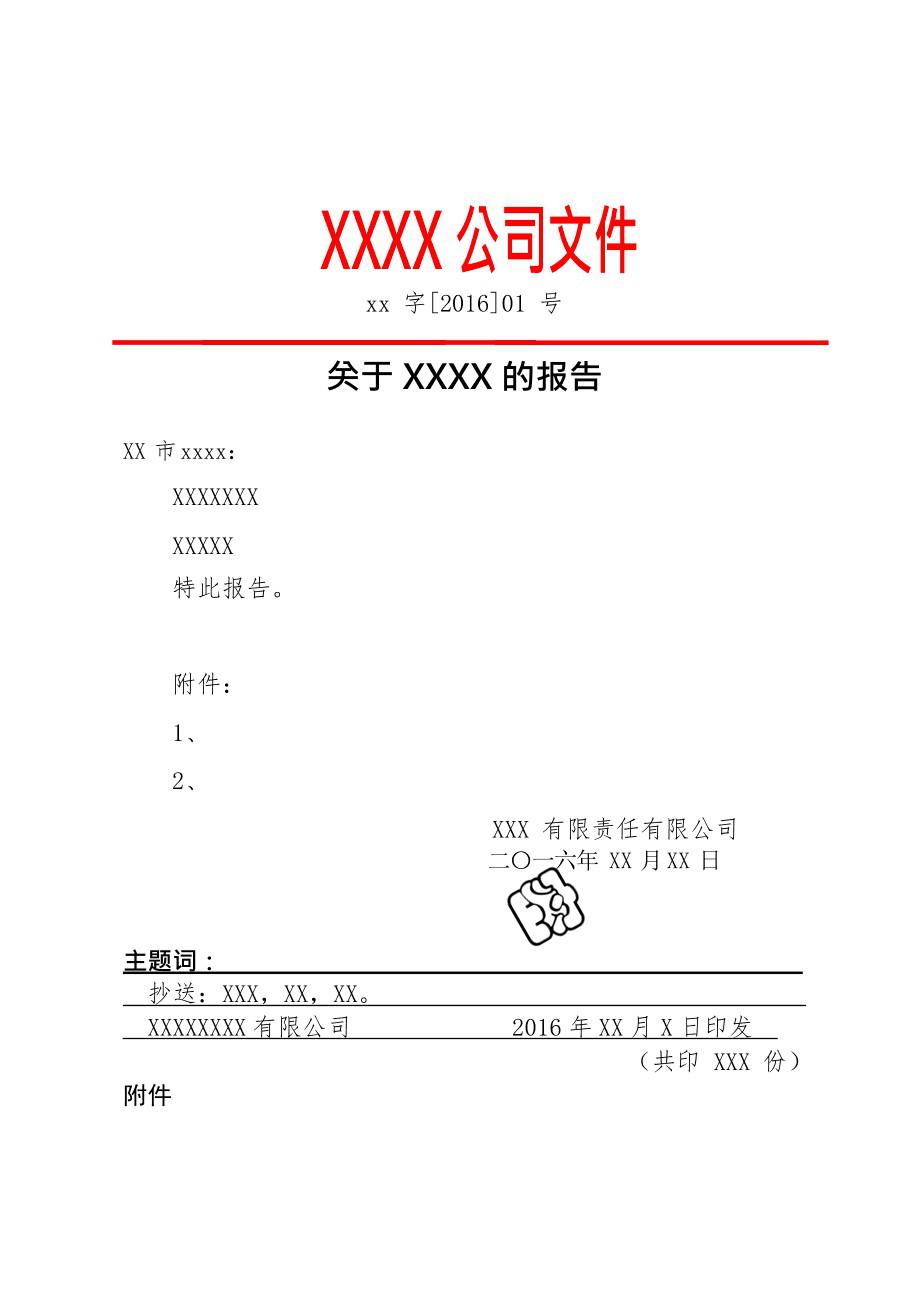 XXXX 公司文件
xx 字[2016]01 号
关于 XXXX 的报告
XX 市xxxx：
XXXXXXX
XXXXX
特此报告。
附件：
1、
2、
XXX 有限责任有限公司
二〇一六年 XX 月 XX 日
主题词：
抄送：XXX，XX，XX。
XXXXXXXX 有限公司 2016 年 XX 月 X 日印发
（共印 XXX 份）
附件